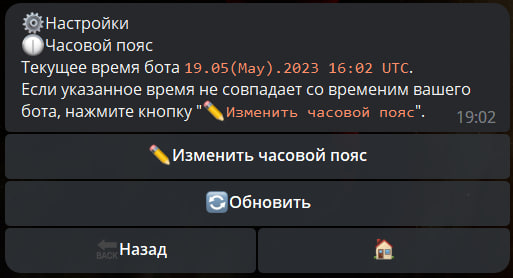 ⚙️Настройки
🕕Часовой пояс
Текущее время бота 19.05(May).2023 16:02 UTC.
Если указанное время не совпадает со временим вашего
бота, нажмите кнопку "✏️Изменить часовой пояс".
19:02
✏️Изменить часовой пояс
🔄Обновить
🔙Назад
🏠